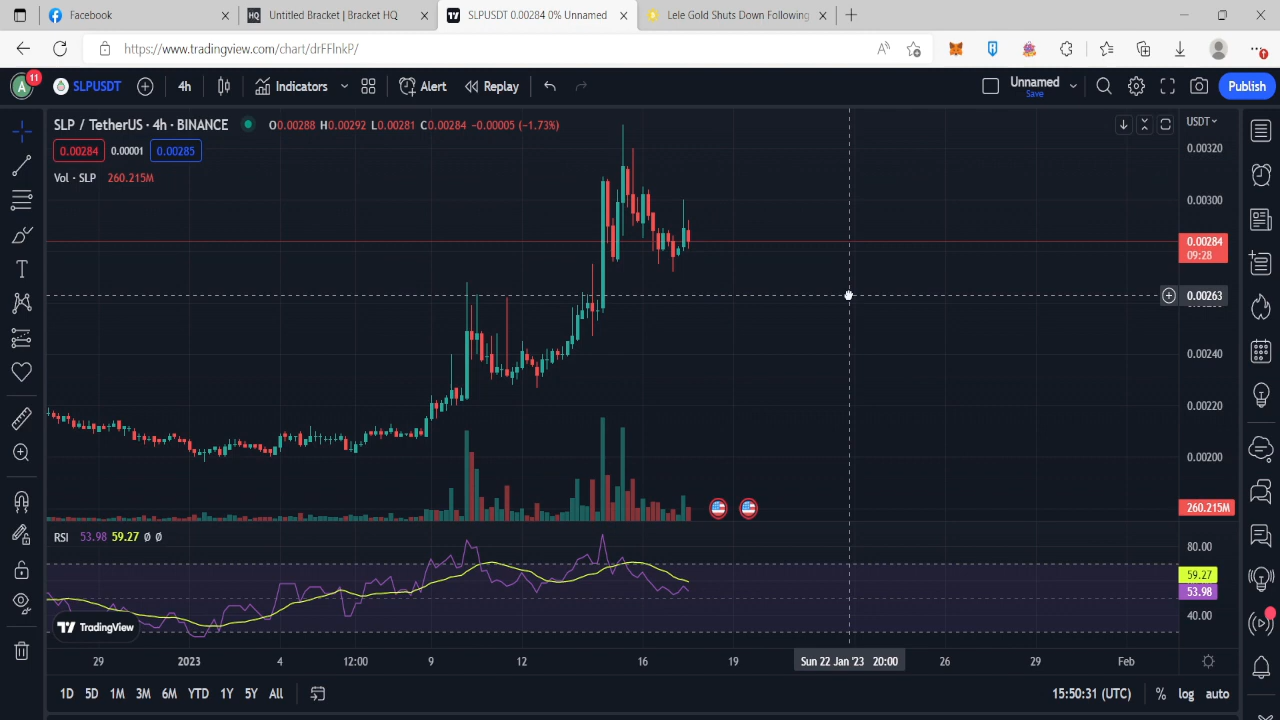 Facebook
HQ Untitled Bracket | Bracket HQ
SLPUSDT 0.00284 0% Unnamed
Lele Gold Shuts Down Following
https://www.tradingview.com/chart/drFFlnkP/
A 11 SLPUSDT 4h Indicators Alert Replay Unnamed Save Publish
SLP / TetherUS · 4h · BINANCE O0.00288 H0.00292 L0.00281 C0.00284 -0.00005 (-1.73%)
USDT
0.00284 0.00001 0.00285
Vol · SLP 260.215M
0.00320
0.00300
0.00284
09:28
0.00263
0.00240
0.00220
0.00200
260.215M
RSI 53.98 59.27 Ø Ø
80.00
59.27
53.98
40.00
TradingView
29 2023 4 12:00 9 12 16 19 Sun 22 Jan '23 20:00 26 29 Feb
1D 5D 1M 3M 6M YTD 1Y 5Y All 15:50:31 (UTC) % log auto